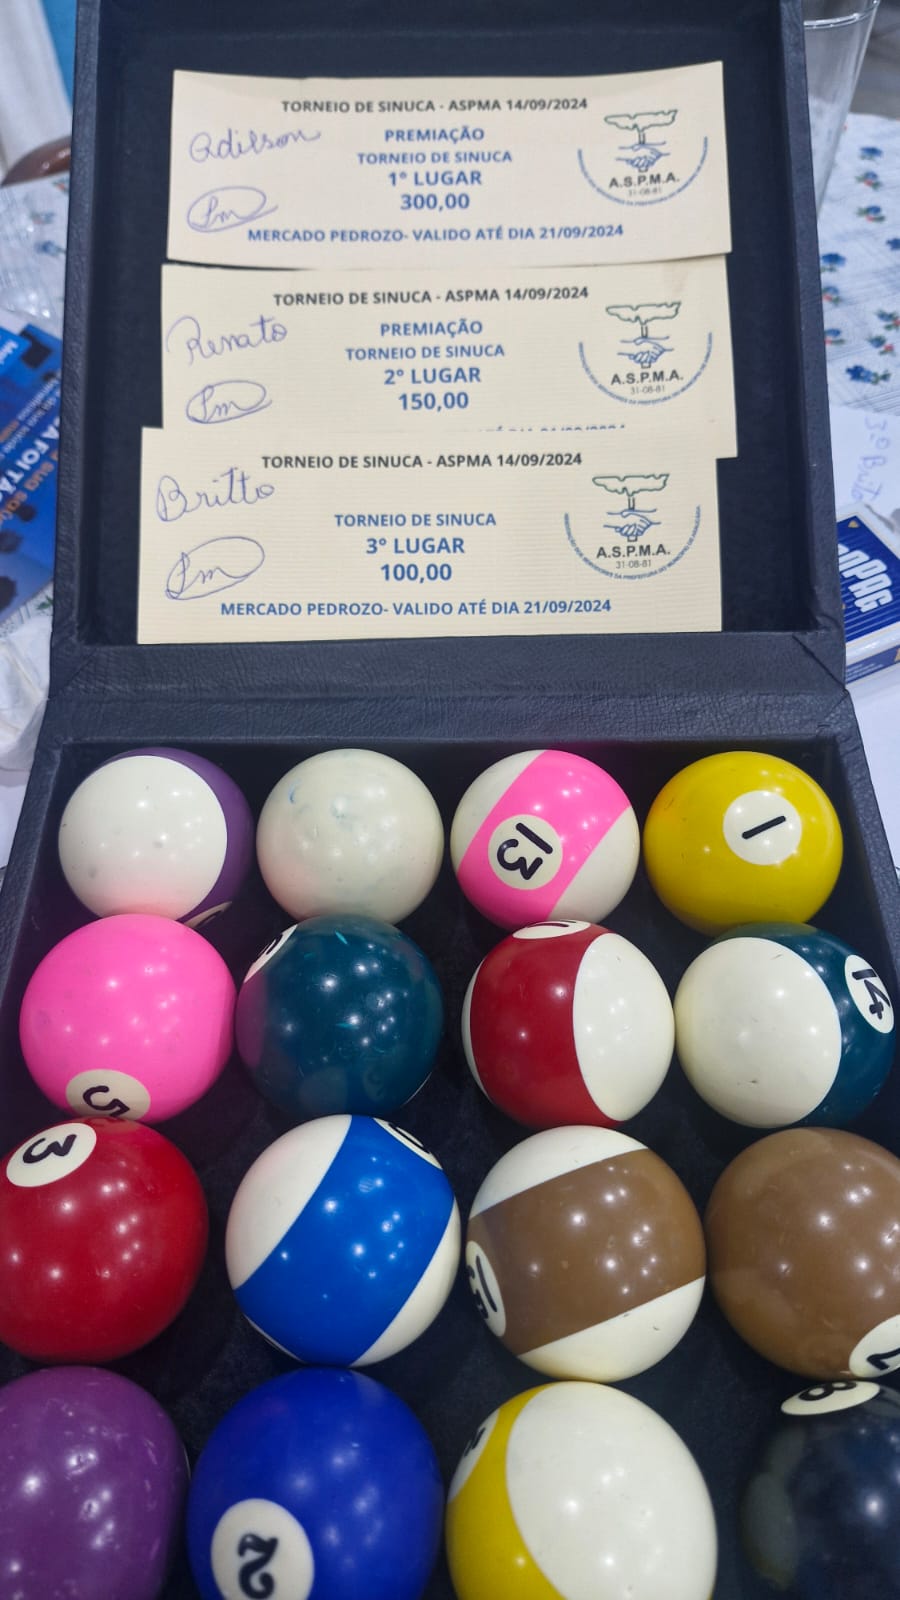 TORNEIO DE SINUCA - ASPMA 14/09/2024
Adilson
PREMIAÇÃO
TORNEIO DE SINUCA
1º LUGAR
300,00
A.S.P.M.A.
31-08-81
MERCADO PEDROZO- VALIDO ATÉ DIA 21/09/2024
TORNEIO DE SINUCA - ASPMA 14/09/2024
Renato
PREMIAÇÃO
TORNEIO DE SINUCA
2º LUGAR
150,00
A.S.P.M.A.
31-08-81
TORNEIO DE SINUCA - ASPMA 14/09/2024
Britto
TORNEIO DE SINUCA
3º LUGAR
100,00
A.S.P.M.A.
31-08-81
MERCADO PEDROZO- VALIDO ATÉ DIA 21/09/2024
3º
COPAG
13
1
14
5
3
15
2
8